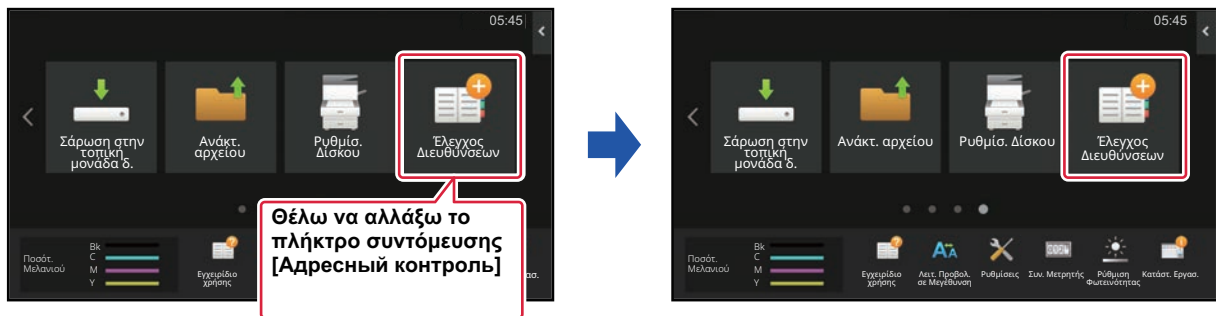 05:45
Σάρωση στην
τοπική
μονάδα δ.
Ανάκτ.
αρχείου
Ρυθμίσ.
Δίσκου
Έλεγχος
Διευθύνσεων
Θέλω να αλλάξω το
πλήκτρο συντόμευσης
[Адресный контроль]
Ποσότ.
Μελανιού
Bk
C
M
Y
Εγχειρίδιο
χρήσης
γασ.
05:45
Σάρωση στην
τοπική
μονάδα δ.
Ανάκτ. αρχείου
Ρυθμίσ. Δίσκου
Έλεγχος
Διευθύνσεων
Ποσότ.
Μελανιού
Bk
C
M
Y
Εγχειρίδιο
χρήσης
Λειτ. Προβολ.
σε Μεγέθυνση
Ρυθμίσεις
Συν. Μετρητής
Ρύθμιση
Φωτεινότητας
Κατάστ. Εργασ.